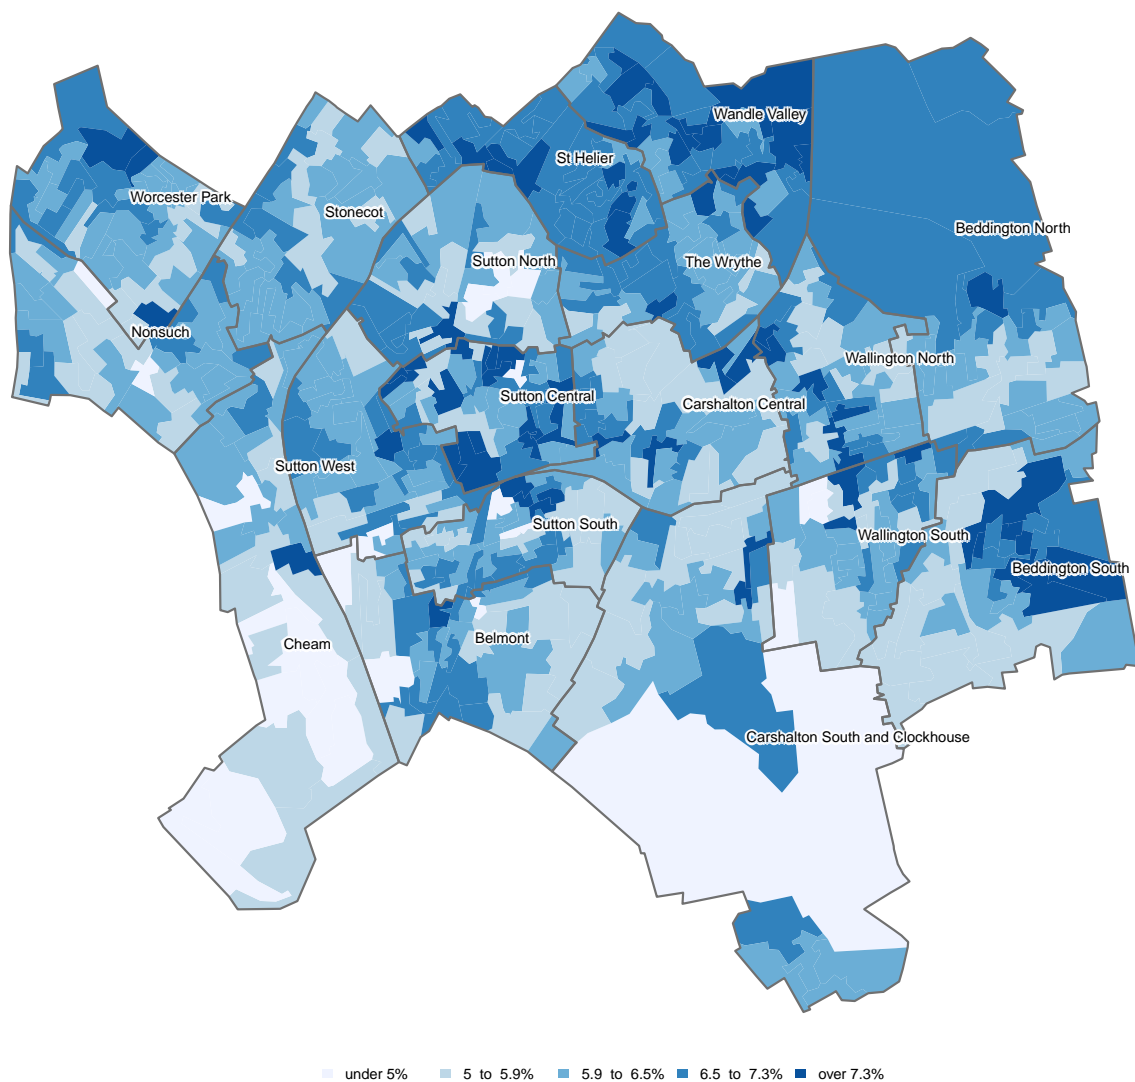 Wandle Valley
St Helier
Worcester Park
Stonecot
Beddington North
Sutton North
The Wrythe
Nonsuch
Wallington North
Sutton Central
Carshalton Central
Sutton West
Sutton South
Wallington South
Beddington South
Cheam
Belmont
Carshalton South and Clockhouse
under 5% 5 to 5.9% 5.9 to 6.5% 6.5 to 7.3% over 7.3%